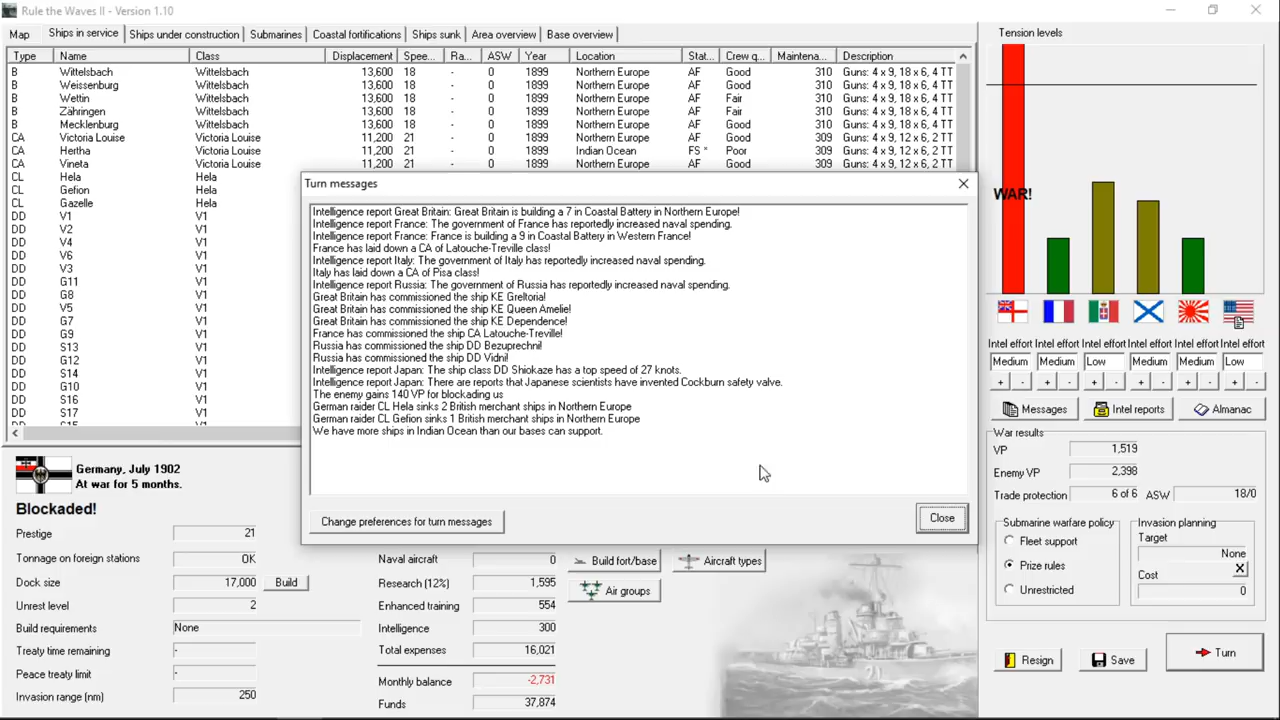 Rule the Waves II - Version 1.10
Map Ships in service Ships under construction Submarines Coastal fortifications Ships sunk Area overview Base overview
Type Name Class Displacement Spee... Ra... ASW Year Location Stat... Crew q... Maintena... Description
B Wittelsbach Wittelsbach 13,600 18 - 0 1899 Northern Europe AF Good 310 Guns: 4 x 9, 18 x 6, 4 TT
B Weissenburg Wittelsbach 13,600 18 - 0 1899 Northern Europe AF Good 310 Guns: 4 x 9, 18 x 6, 4 TT
B Wettin Wittelsbach 13,600 18 - 0 1899 Northern Europe AF Fair 310 Guns: 4 x 9, 18 x 6, 4 TT
B Zähringen Wittelsbach 13,600 18 - 0 1899 Northern Europe AF Fair 310 Guns: 4 x 9, 18 x 6, 4 TT
B Mecklenburg Wittelsbach 13,600 18 - 0 1899 Northern Europe AF Good 310 Guns: 4 x 9, 18 x 6, 4 TT
CA Victoria Louise Victoria Louise 11,200 21 - 0 1899 Northern Europe AF Good 309 Guns: 4 x 9, 12 x 6, 2 TT
CA Hertha Victoria Louise 11,200 21 - 0 1899 Indian Ocean FS * Poor 309 Guns: 4 x 9, 12 x 6, 2 TT
CA Vineta Victoria Louise 11,200 21 - 0 1899 Northern Europe AF Good 309 Guns: 4 x 9, 12 x 6, 2 TT
CL Hela Hela
CL Gefion Hela
CL Gazelle Hela
DD V1 V1
DD V2 V1
DD V4 V1
DD V6 V1
DD V3 V1
DD G11 V1
DD G8 V1
DD V5 V1
DD G7 V1
DD G9 V1
DD S13 V1
DD G12 V1
DD S14 V1
DD G10 V1
DD S16 V1
DD S17 V1
DD S15 V1
Turn messages
Intelligence report Great Britain: Great Britain is building a 7 in Coastal Battery in Northern Europe!
Intelligence report France: The government of France has reportedly increased naval spending.
Intelligence report France: France is building a 9 in Coastal Battery in Western France!
France has laid down a CA of Latouche-Treville class!
Intelligence report Italy: The government of Italy has reportedly increased naval spending.
Italy has laid down a CA of Pisa class!
Intelligence report Russia: The government of Russia has reportedly increased naval spending.
Great Britain has commissioned the ship KE Greltoria!
Great Britain has commissioned the ship KE Queen Amelie!
Great Britain has commissioned the ship KE Dependence!
France has commissioned the ship CA Latouche-Treville!
Russia has commissioned the ship DD Bezuprechni!
Russia has commissioned the ship DD Vidni!
Intelligence report Japan: The ship class DD Shiokaze has a top speed of 27 knots.
Intelligence report Japan: There are reports that Japanese scientists have invented Cockburn safety valve.
The enemy gains 140 VP for blockading us
German raider CL Hela sinks 2 British merchant ships in Northern Europe
German raider CL Gefion sinks 1 British merchant ships in Northern Europe
We have more ships in Indian Ocean than our bases can support.
Change preferences for turn messages
Close
Tension levels
WAR!
Intel effort Intel effort Intel effort Intel effort Intel effort Intel effort
Medium Medium Low Medium Medium Low
+ - + - + - + - + - + -
Messages Intel reports Almanac
War results
VP 1,519
Enemy VP 2,398
Trade protection 6 of 6 ASW 18/0
Submarine warfare policy
Fleet support
Prize rules
Unrestricted
Invasion planning
Target
None
Cost X
0
Resign Save Turn
Germany, July 1902
At war for 5 months.
Blockaded!
Prestige 21
Tonnage on foreign stations OK
Dock size 17,000 Build
Unrest level 2
Build requirements None
Treaty time remaining -
Peace treaty limit -
Invasion range (nm) 250
Naval aircraft 0
Research (12%) 1,595
Enhanced training 554
Intelligence 300
Total expenses 16,021
Monthly balance -2,731
Funds 37,874
Build fort/base Aircraft types
Air groups